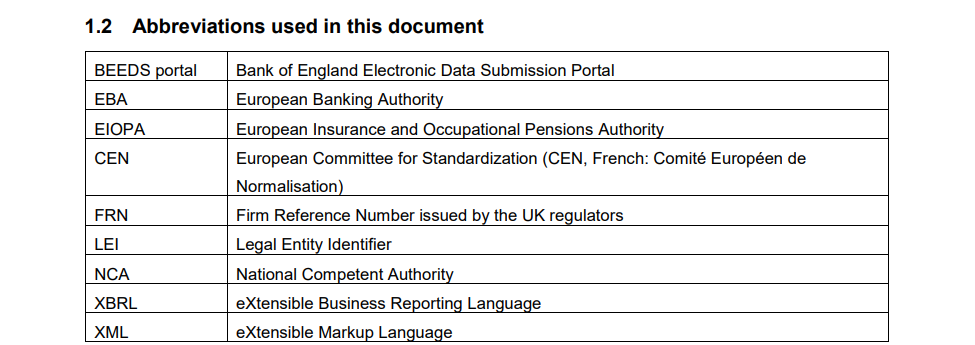 1.2 Abbreviations used in this document
BEEDS portal Bank of England Electronic Data Submission Portal
EBA European Banking Authority
EIOPA European Insurance and Occupational Pensions Authority
CEN European Committee for Standardization (CEN, French: Comité Européen de
Normalisation)
FRN Firm Reference Number issued by the UK regulators
LEI Legal Entity Identifier
NCA National Competent Authority
XBRL eXtensible Business Reporting Language
XML eXtensible Markup Language